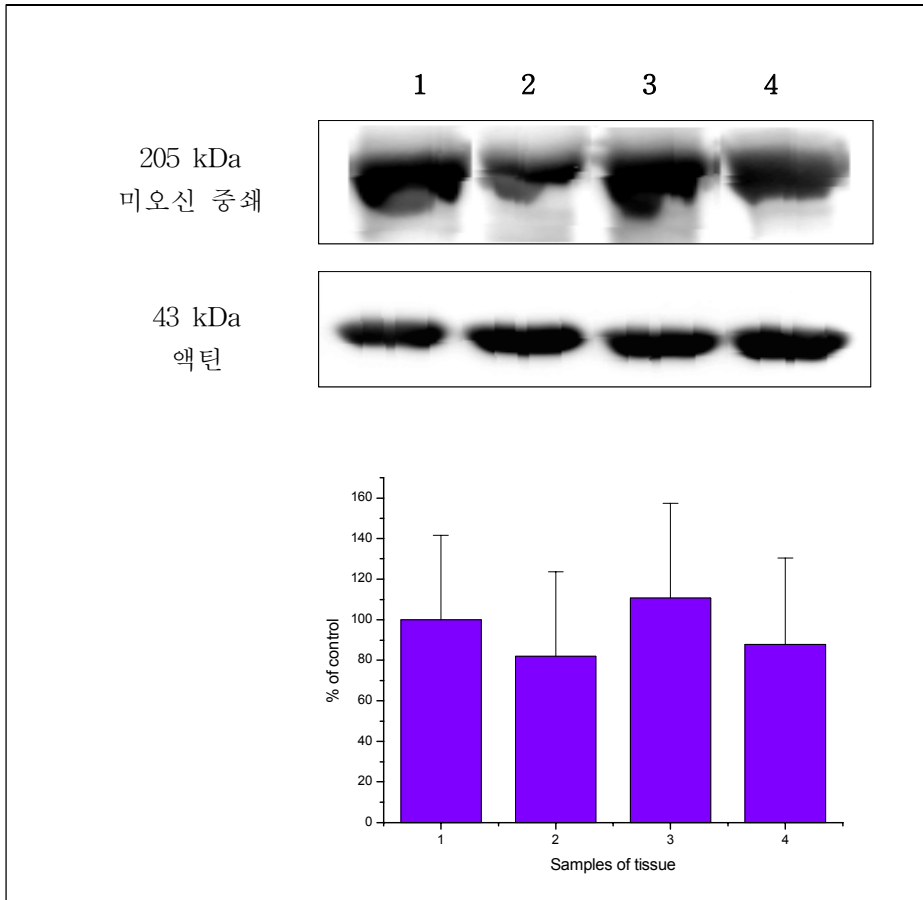 1 2 3 4
205 kDa
미오신 중쇄
43 kDa
액틴
160
140
120
100
80
60
40
20
0
% of control
1 2 3 4
Samples of tissue